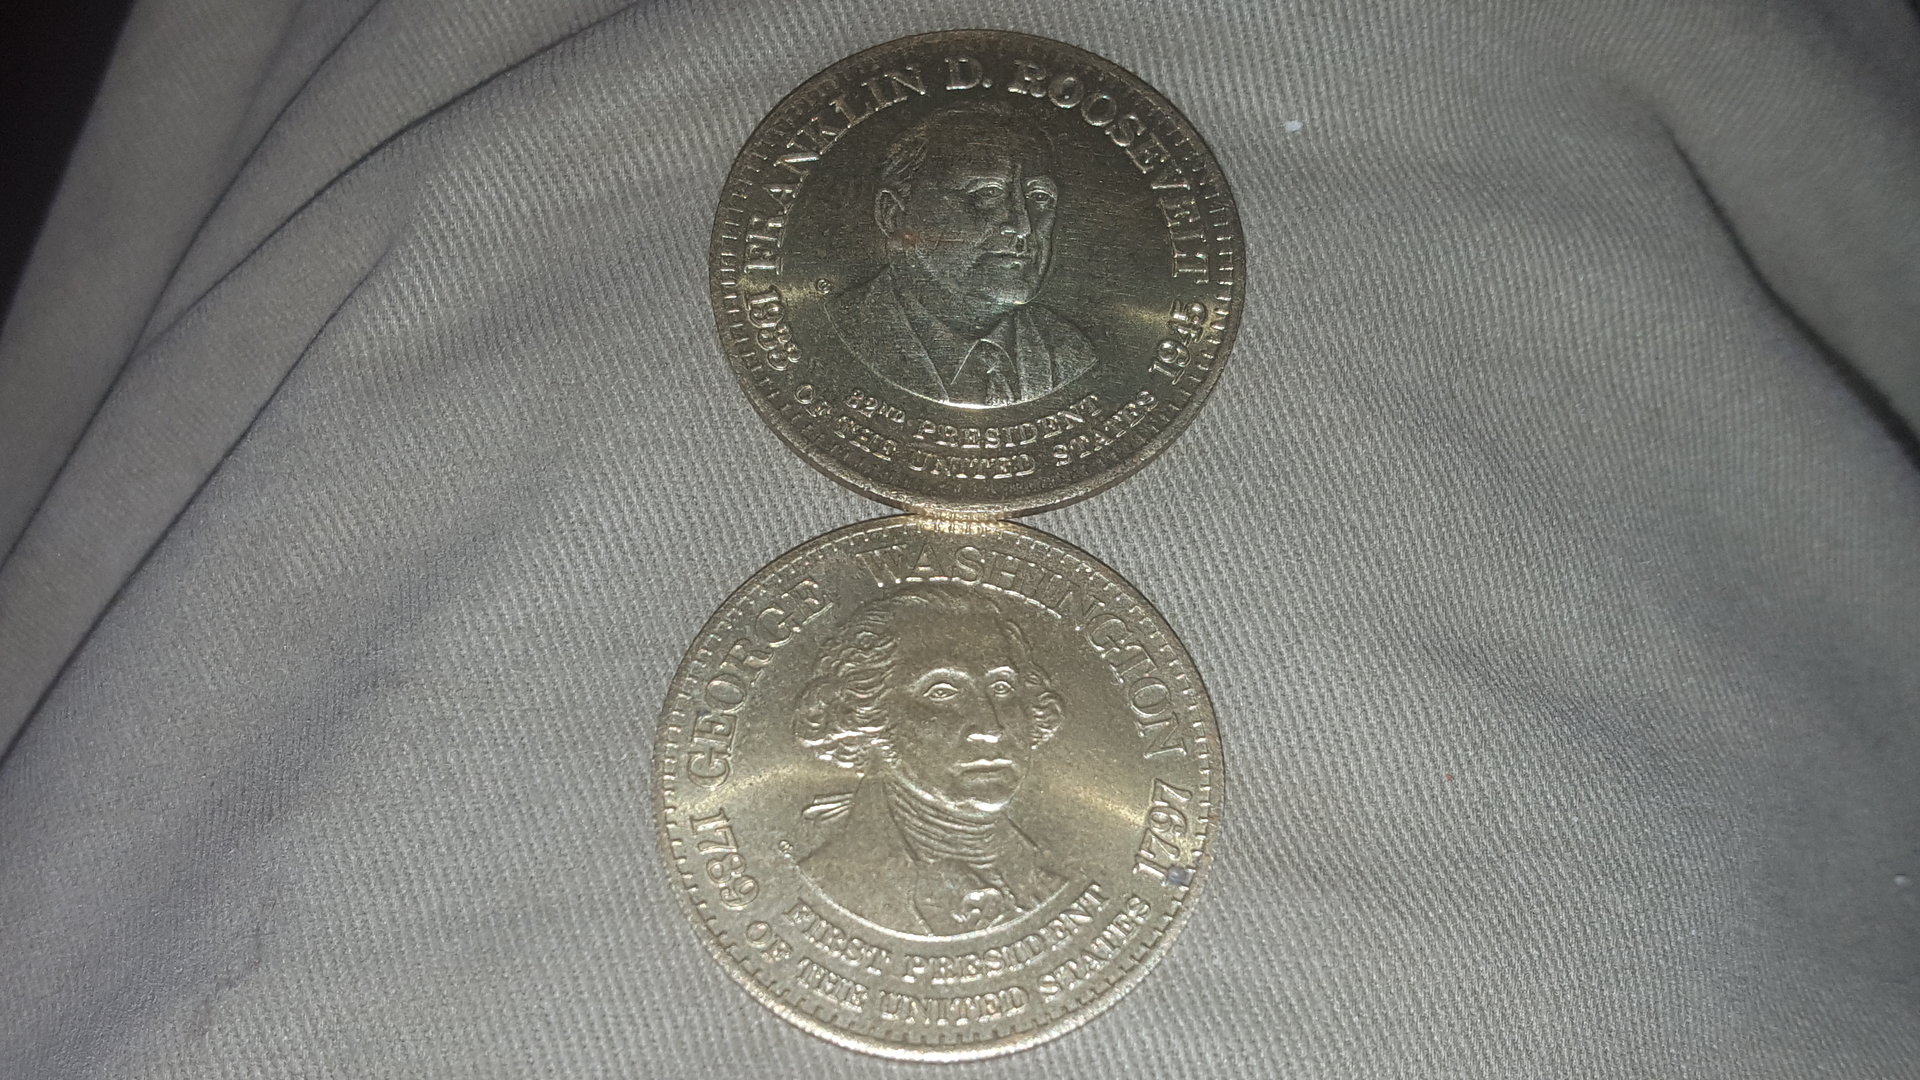 FRANKLIN D. ROOSEVELT
1933 1945
32ND PRESIDENT
OF THE UNITED STATES
GEORGE WASHINGTON
1789 1797
FIRST PRESIDENT
OF THE UNITED STATES